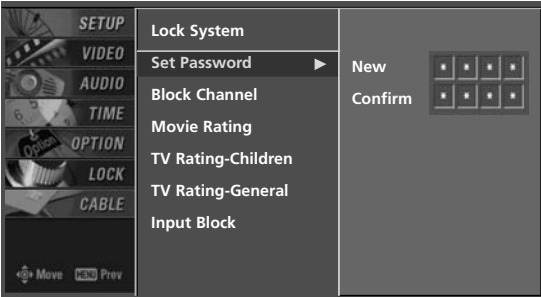 SETUP
VIDEO
AUDIO
TIME
OPTION
Option
LOCK
CABLE
Move MENU Prev
Lock System
Set Password ▶
Block Channel
Movie Rating
TV Rating-Children
TV Rating-General
Input Block
New * * * *
Confirm * * * *